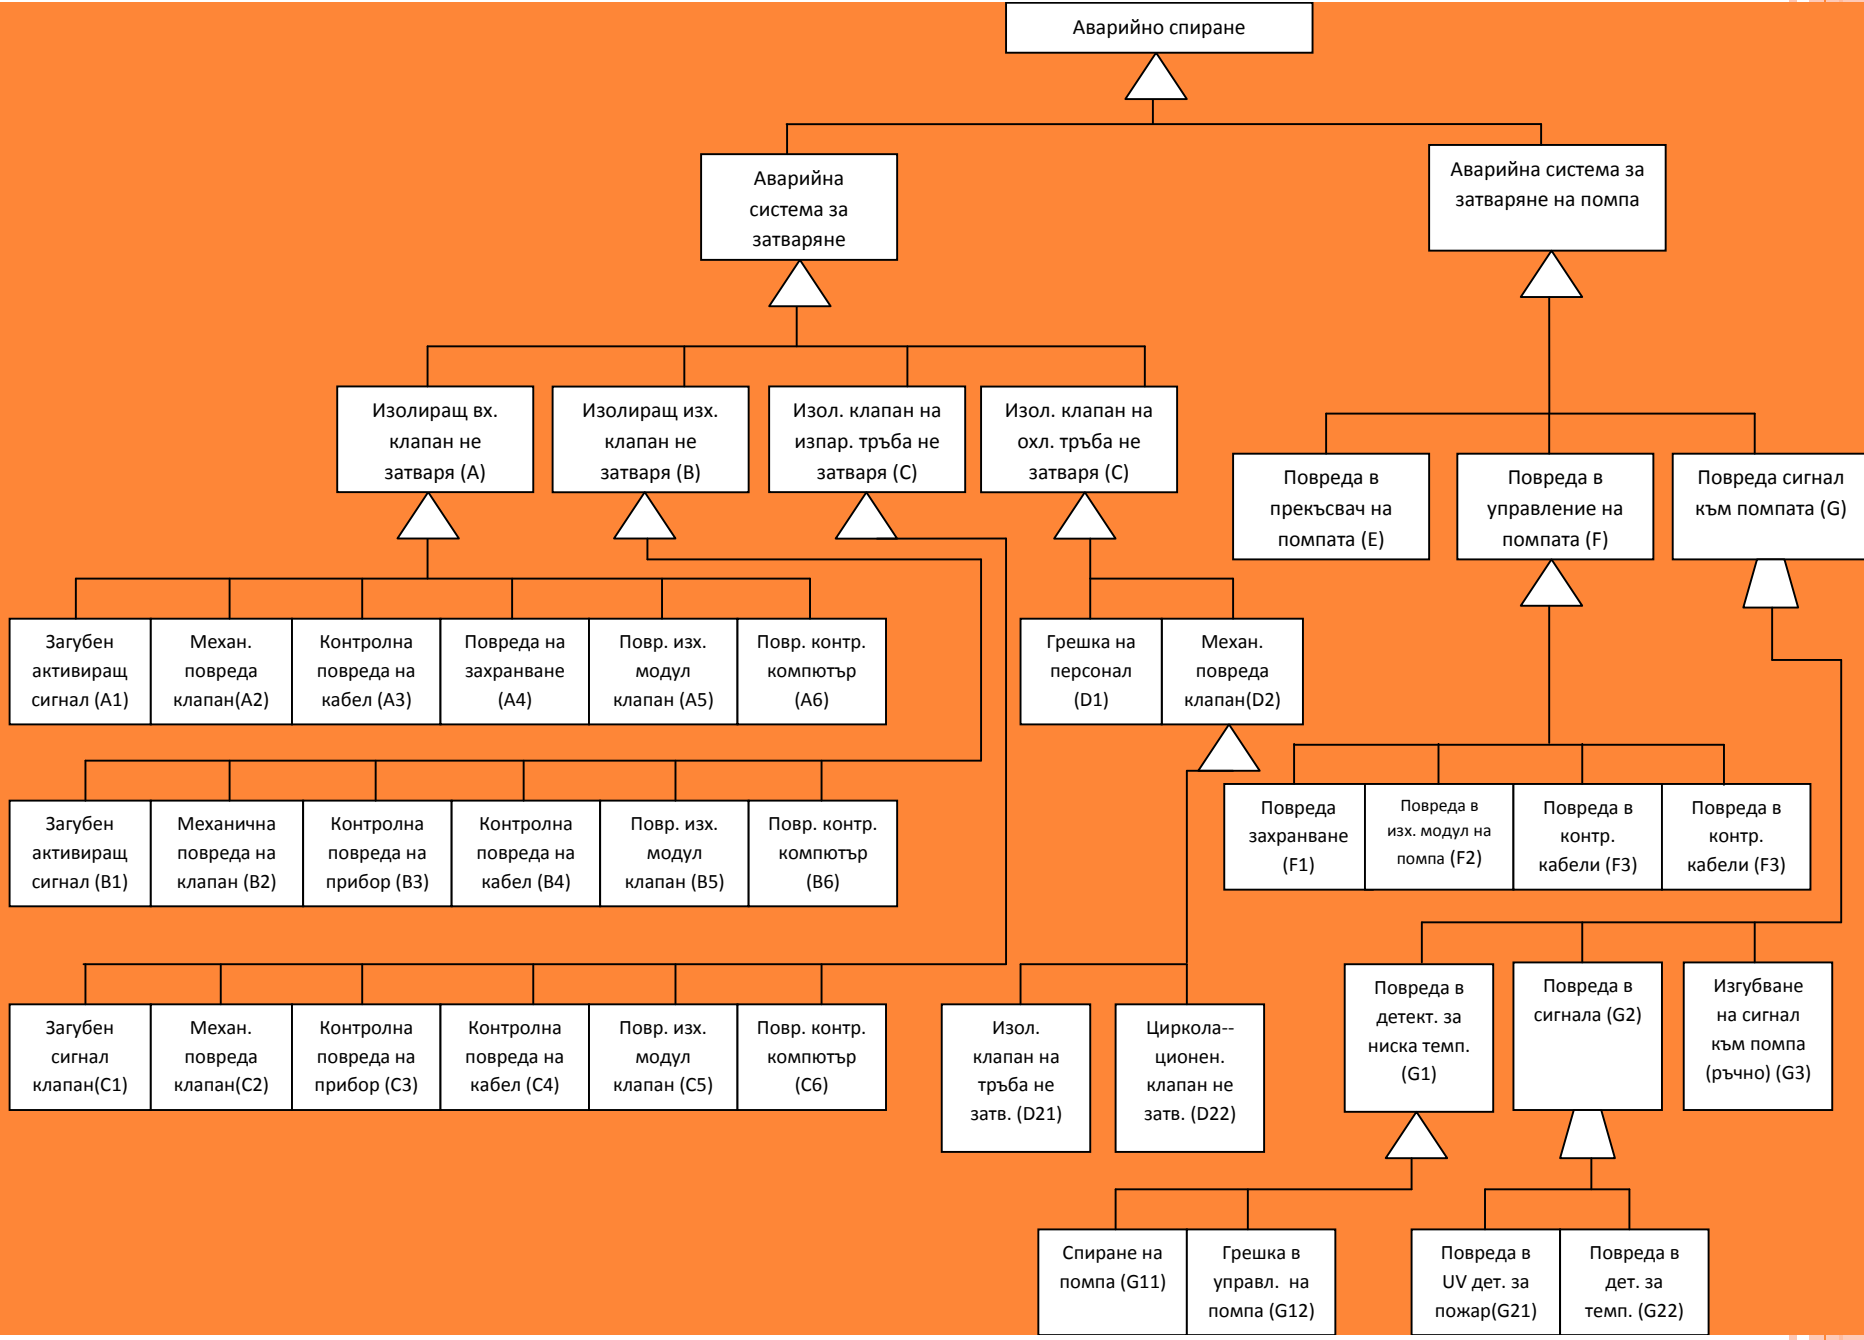 Аварийно спиране
Аварийна
система за
затваряне
Аварийна система за
затваряне на помпа
Изолиращ вх.
клапан не
затваря (A)
Изолиращ изх.
клапан не
затваря (B)
Изол. клапан на
изпар. тръба не
затваря (C)
Изол. клапан на
охл. тръба не
затваря (C)
Повреда в
прекъсвач на
помпата (E)
Повреда в
управление на
помпата (F)
Повреда сигнал
към помпата (G)
Загубен
активиращ
сигнал (A1)
Механ.
повреда
клапан(A2)
Контролна
повреда на
кабел (A3)
Повреда на
захранване
(A4)
Повр. изх.
модул
клапан (A5)
Повр. контр.
компютър
(A6)
Грешка на
персонал
(D1)
Механ.
повреда
клапан(D2)
Загубен
активиращ
сигнал (B1)
Механична
повреда на
клапан (B2)
Контролна
повреда на
прибор (B3)
Контролна
повреда на
кабел (B4)
Повр. изх.
модул
клапан (B5)
Повр. контр.
компютър
(B6)
Повреда
захранване
(F1)
Повреда в
изх. модул на
помпа (F2)
Повреда в
контр.
кабели (F3)
Повреда в
контр.
кабели (F3)
Загубен
сигнал
клапан(C1)
Механ.
повреда
клапан(C2)
Контролна
повреда на
прибор (C3)
Контролна
повреда на
кабел (C4)
Повр. изх.
модул
клапан (C5)
Повр. контр.
компютър
(C6)
Изол.
клапан на
тръба не
затв. (D21)
Циркола--
ционен.
клапан не
затв. (D22)
Повреда в
детект. за
ниска темп.
(G1)
Повреда в
сигнала (G2)
Изгубване
на сигнал
към помпа
(ръчно) (G3)
Спиране на
помпа (G11)
Грешка в
управл. на
помпа (G12)
Повреда в
UV дет. за
пожар(G21)
Повреда в
дет. за
темп. (G22)